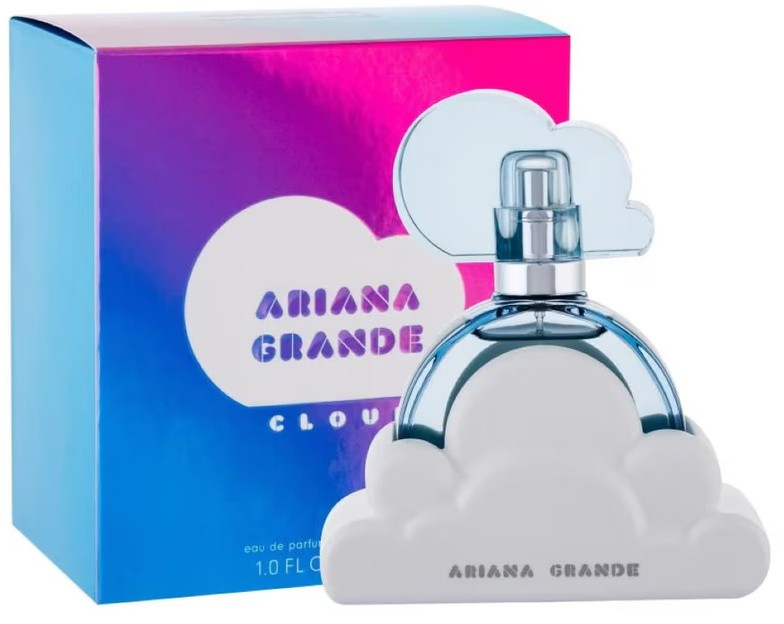 ARIANA
GRANDE
CLOU
eau de parfu
1.0 FL
ARIANA GRANDE